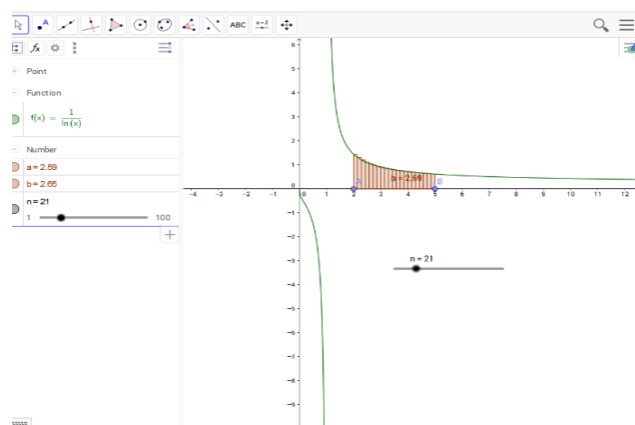 ABC
a=2
Point
Function
f(x) = 1/ln(x)
Number
a = 2.59
b = 2.65
n = 21
1 100
6
5
4
3
2
1
0
-4 -3 -2 -1 0 1 2 3 4 5 6 7 8 9 10 11 12
-1
-2
-3
-4
-5
-6
-7
-8
-9
B
n = 21